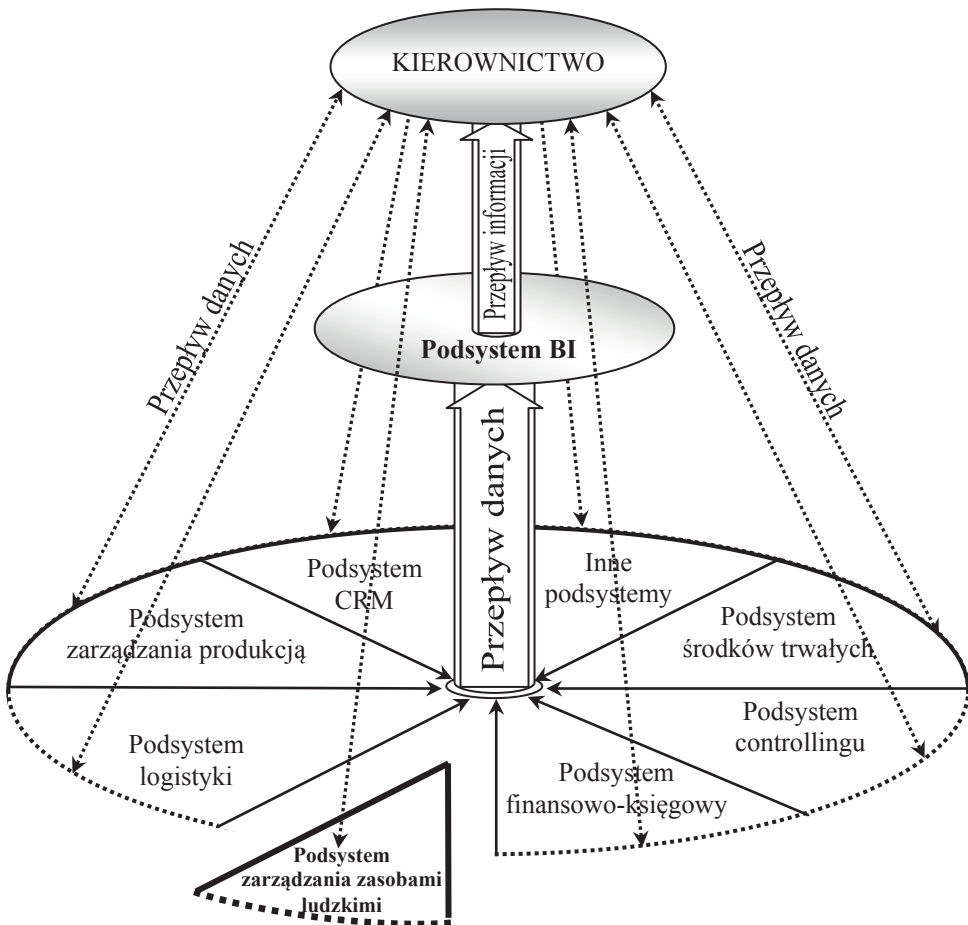 KIEROWNICTWO
Przepływ informacji
Przepływ danych
Przepływ danych
Podsystem BI
Przepływ danych
Podsystem
CRM
Inne
podsystemy
Podsystem
zarządzania produkcją
Podsystem
środków trwałych
Podsystem
logistyki
Podsystem
controllingu
Podsystem
finansowo-księgowy
Podsystem
zarządzania zasobami
ludzkimi